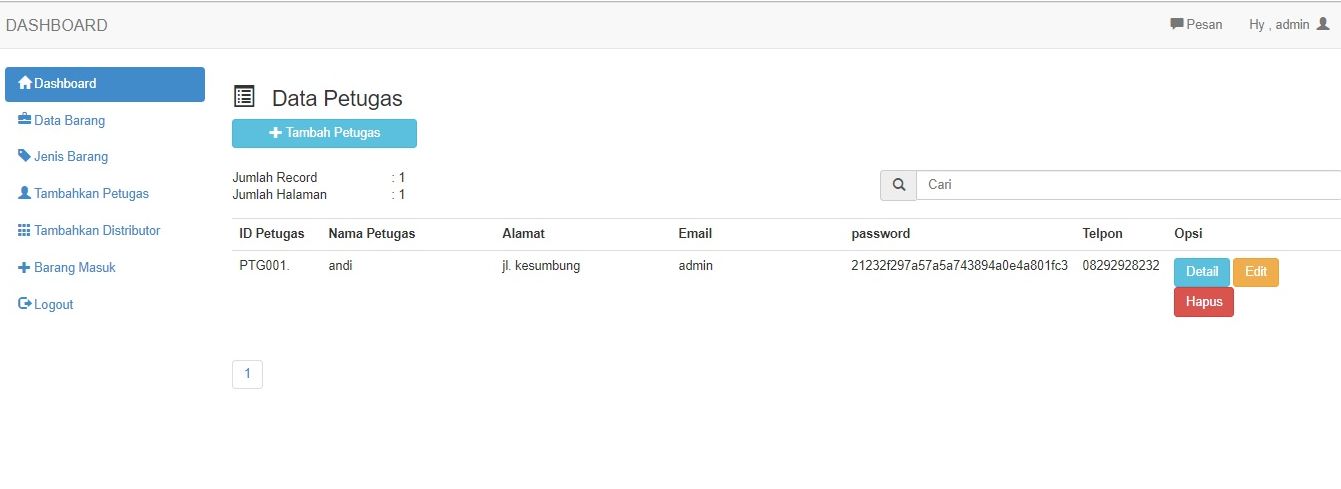 DASHBOARD
Pesan
Hy , admin
Dashboard
Data Barang
Jenis Barang
Tambahkan Petugas
Tambahkan Distributor
Barang Masuk
Logout
Data Petugas
Tambah Petugas
Jumlah Record : 1
Jumlah Halaman : 1
Cari
ID Petugas Nama Petugas Alamat Email password Telpon Opsi
PTG001. andi jl. kesumbung admin 21232f297a57a5a743894a0e4a801fc3 08292928232 Detail Edit
Hapus
1